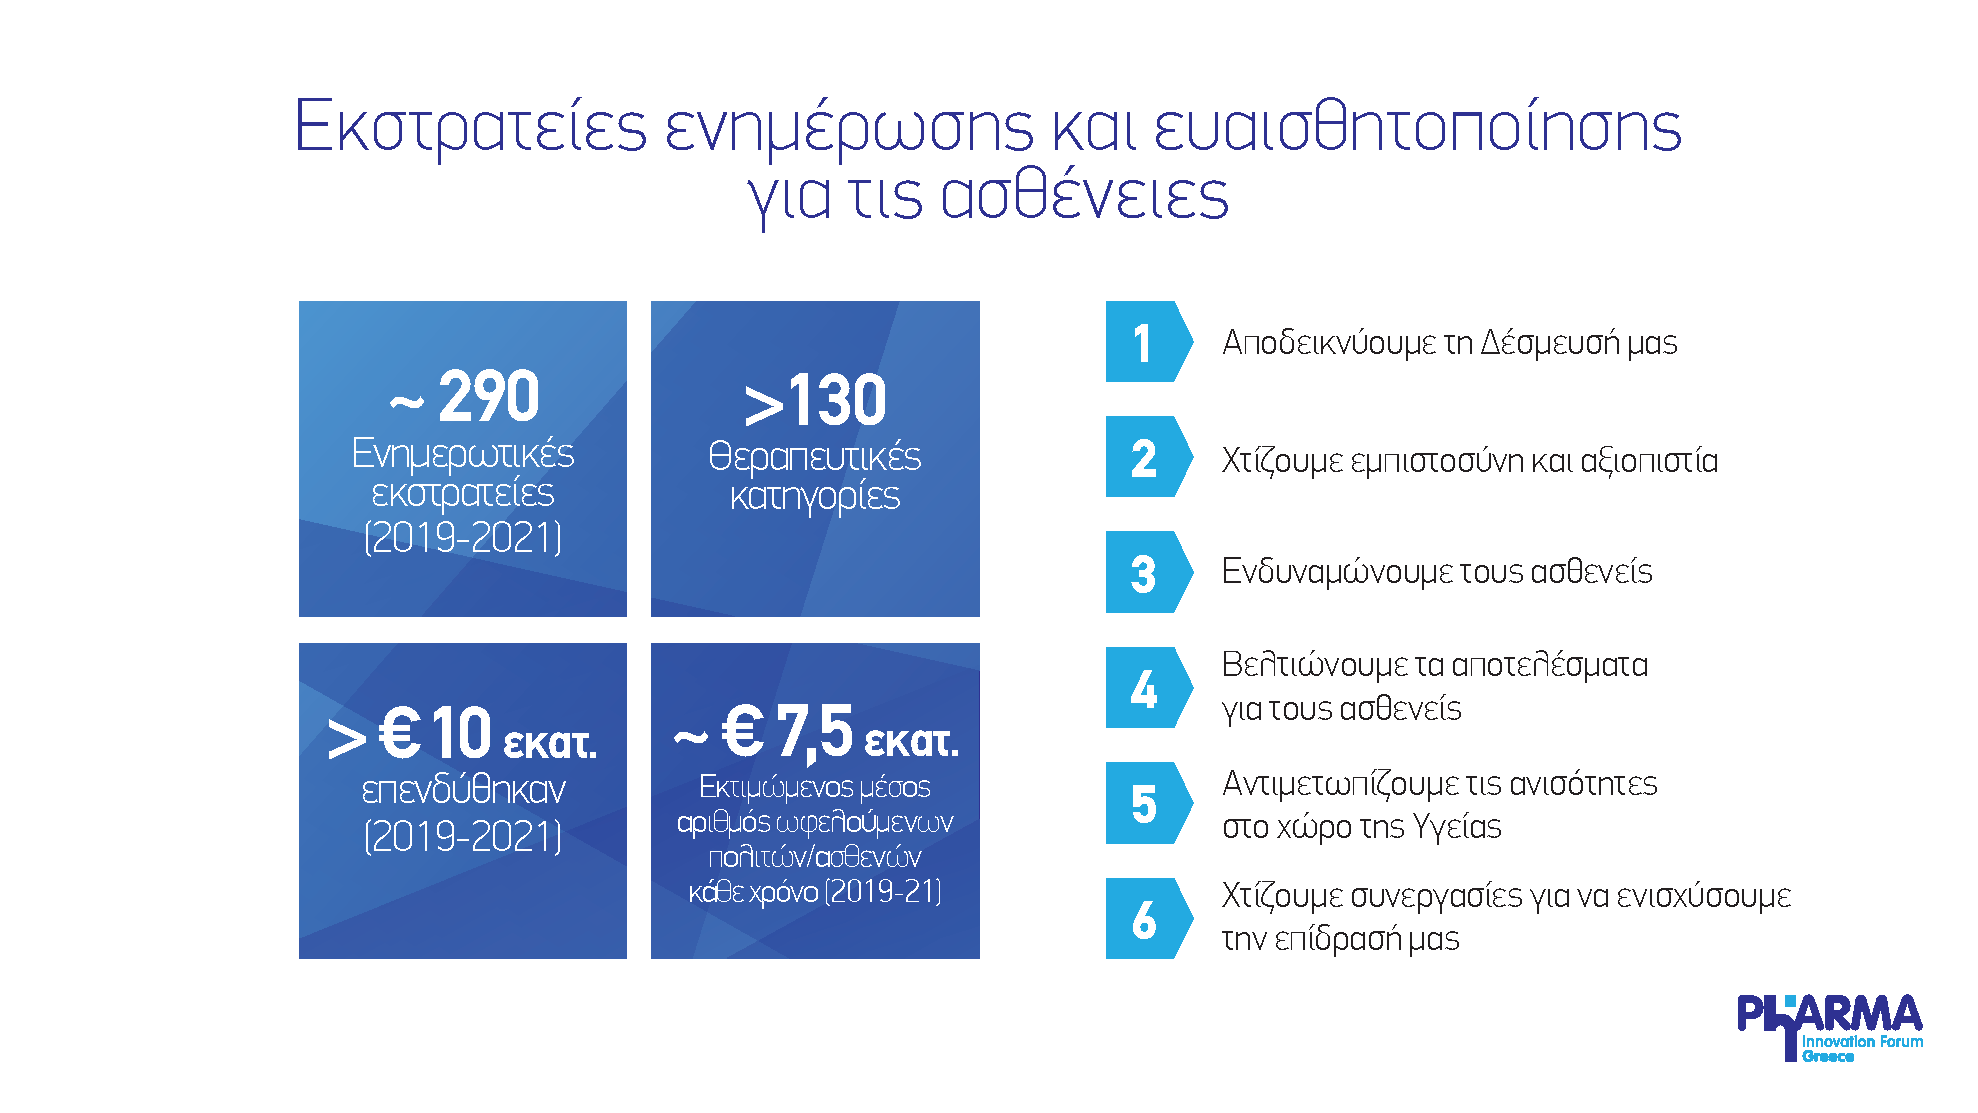 Εκστρατείες ενημέρωσης και ευαισθητοποίησης
για τις ασθένειες
~ 290
Ενημερωτικές
εκστρατείες
(2019-2021)
>130
Θεραπευτικές
κατηγορίες
> € 10 εκατ.
επενδύθηκαν
(2019-2021)
~ € 7,5 εκατ.
Εκτιμώμενος μέσος
αριθμός ωφελούμενων
πολιτών/ασθενών
κάθε χρόνο (2019-21)
1
Αποδεικνύουμε τη Δέσμευσή μας
2
Χτίζουμε εμπιστοσύνη και αξιοπιστία
3
Ενδυναμώνουμε τους ασθενείς
4
Βελτιώνουμε τα αποτελέσματα
για τους ασθενείς
5
Αντιμετωπίζουμε τις ανισότητες
στο χώρο της Υγείας
6
Χτίζουμε συνεργασίες για να ενισχύσουμε
την επίδρασή μας
PhARMA
Innovation Forum
Greece